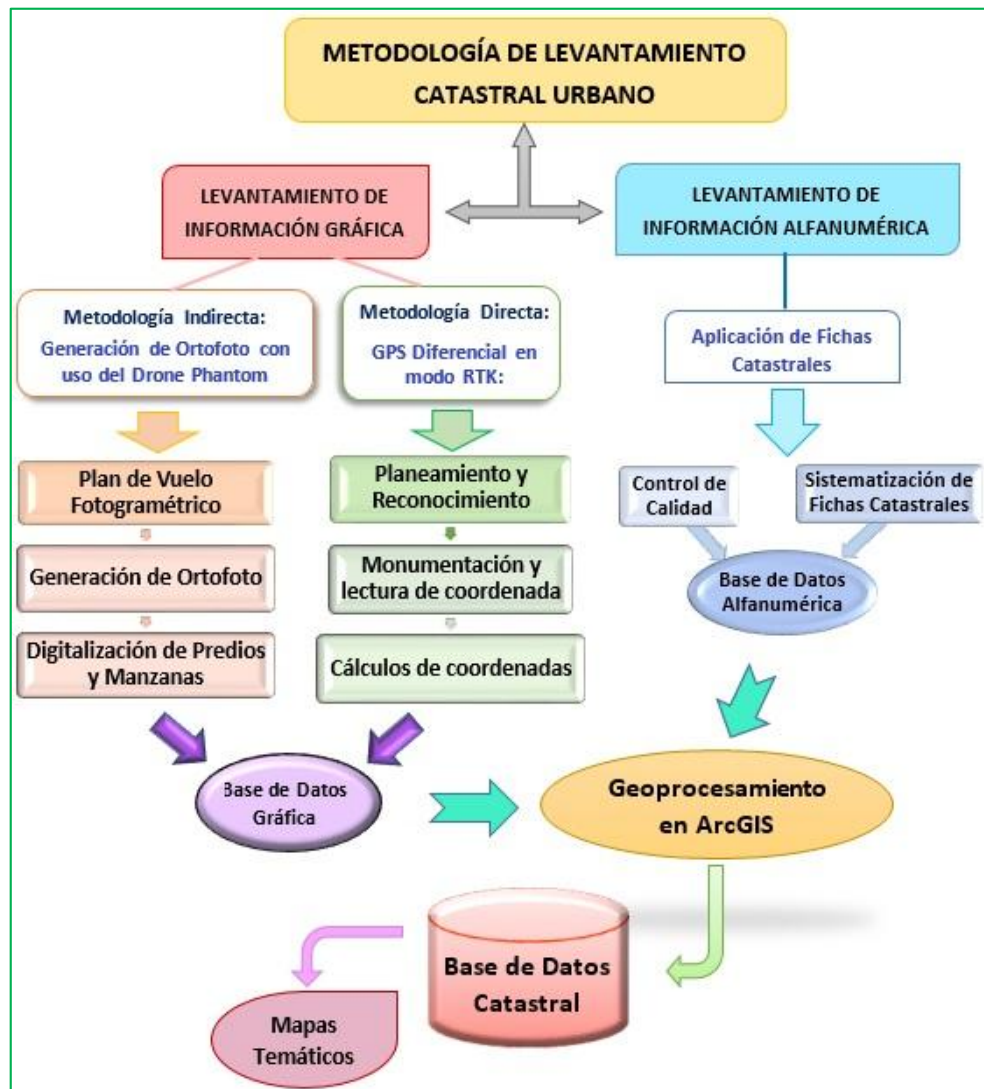 METODOLOGÍA DE LEVANTAMIENTO
CATASTRAL URBANO
LEVANTAMIENTO DE
INFORMACIÓN GRÁFICA
LEVANTAMIENTO DE
INFORMACIÓN ALFANUMÉRICA
Metodología Indirecta:
Generación de Ortofoto con
uso del Drone Phantom
Metodología Directa:
GPS Diferencial en
modo RTK:
Aplicación de Fichas
Catastrales
Plan de Vuelo
Fotogramétrico
Generación de Ortofoto
Digitalización de Predios
y Manzanas
Planeamiento y
Reconocimiento
Monumentación y
lectura de coordenada
Cálculos de coordenadas
Control de
Calidad
Sistematización de
Fichas Catastrales
Base de Datos
Alfanumérica
Base de Datos
Gráfica
Geoprocesamiento
en ArcGIS
Base de Datos
Catastral
Mapas
Temáticos